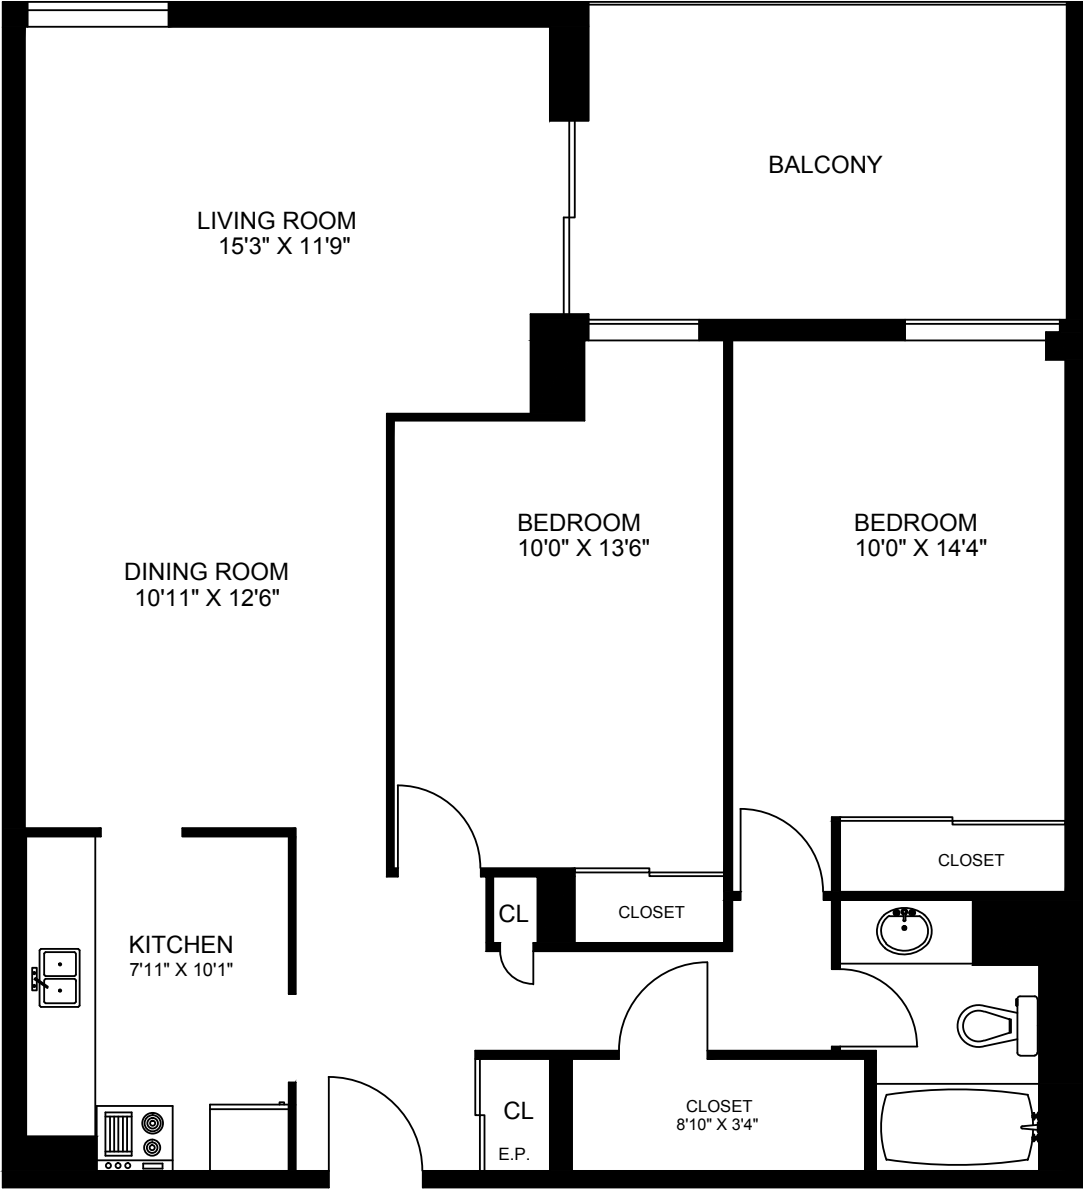 BALCONY
LIVING ROOM
15'3" X 11'9"
BEDROOM
10'0" X 13'6"
BEDROOM
10'0" X 14'4"
DINING ROOM
10'11" X 12'6"
CLOSET
CL
CLOSET
KITCHEN
7'11" X 10'1"
CL
E.P.
CLOSET
8'10" X 3'4"